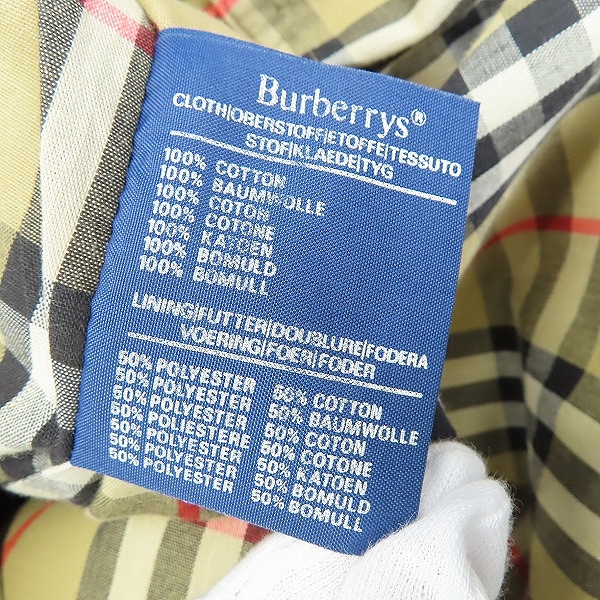 Burberrys®
CLOTH|OBERSTOFF|ETOFFE|TESSUTO
STOF|KLAEDE|TYG
100% COTTON
100% BAUMWOLLE
100% COTON
100% COTONE
100% KATOEN
100% BOMULD
100% BOMULL
LINING|FUTTER|DOUBLURE|FODERA
VOERING|FOER|FODER
50% POLYESTER 50% COTTON
50% POLYESTER 50% BAUMWOLLE
50% POLYESTER 50% COTON
50% POLIESTERE 50% COTONE
50% POLYESTER 50% KATOEN
50% POLYESTER 50% BOMULD
50% POLYESTER 50% BOMULL